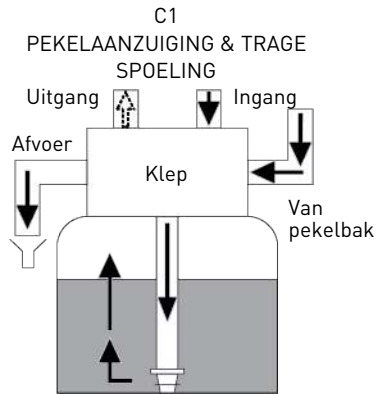 C1
PEKELAANZUIGING & TRAGE
SPOELING
Uitgang
Ingang
Afvoer
Klep
Van
pekelbak